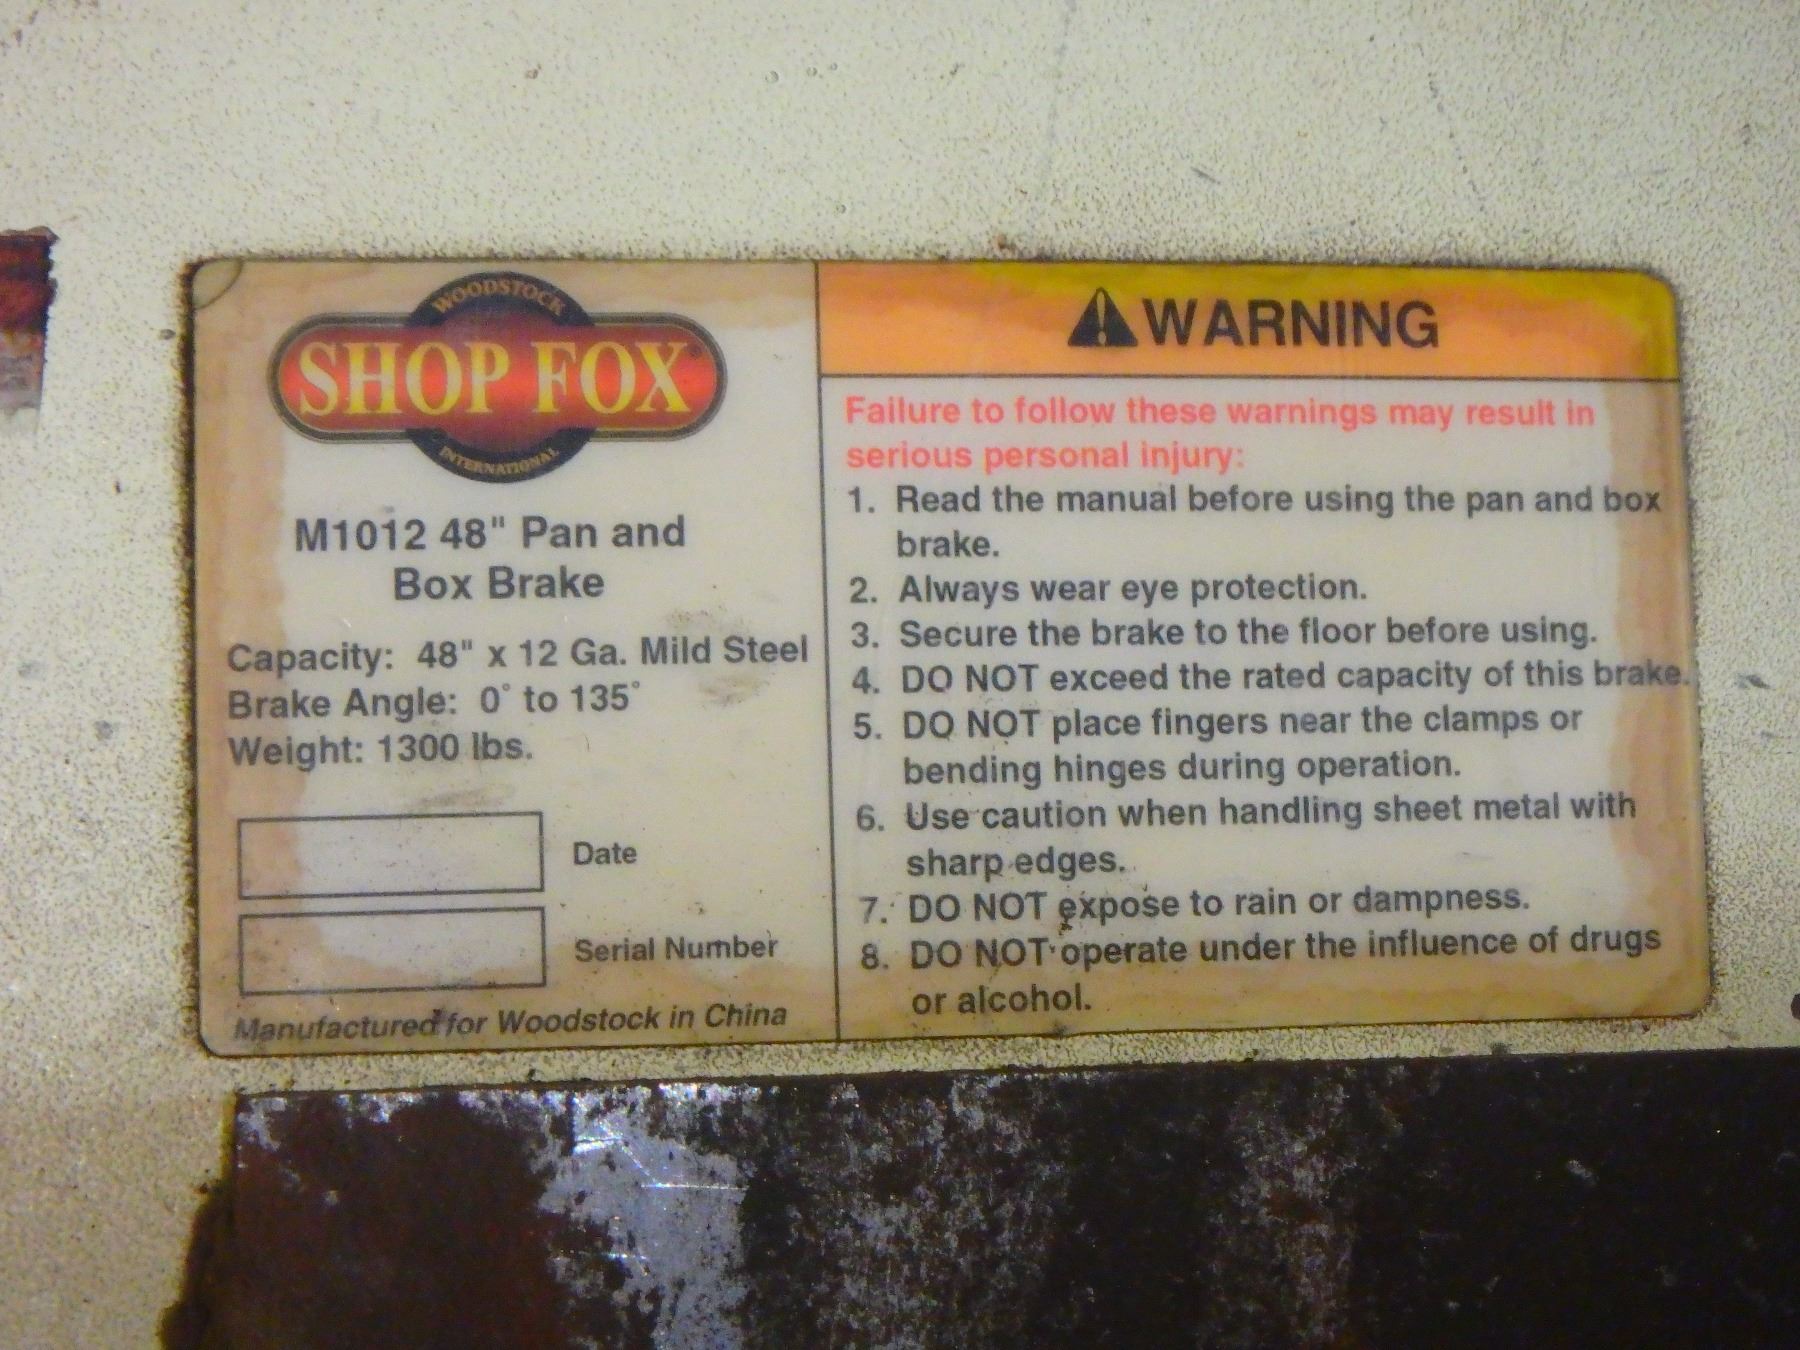 WOODSTOCK
SHOP FOX®
INTERNATIONAL
M1012 48" Pan and
Box Brake
Capacity: 48" x 12 Ga. Mild Steel
Brake Angle: 0° to 135°
Weight: 1300 lbs.
Date
Serial Number
Manufactured for Woodstock in China
WARNING
Failure to follow these warnings may result in
serious personal injury:
1. Read the manual before using the pan and box
brake.
2. Always wear eye protection.
3. Secure the brake to the floor before using.
4. DO NOT exceed the rated capacity of this brake.
5. DO NOT place fingers near the clamps or
bending hinges during operation.
6. Use caution when handling sheet metal with
sharp edges.
7. DO NOT expose to rain or dampness.
8. DO NOT operate under the influence of drugs
or alcohol.